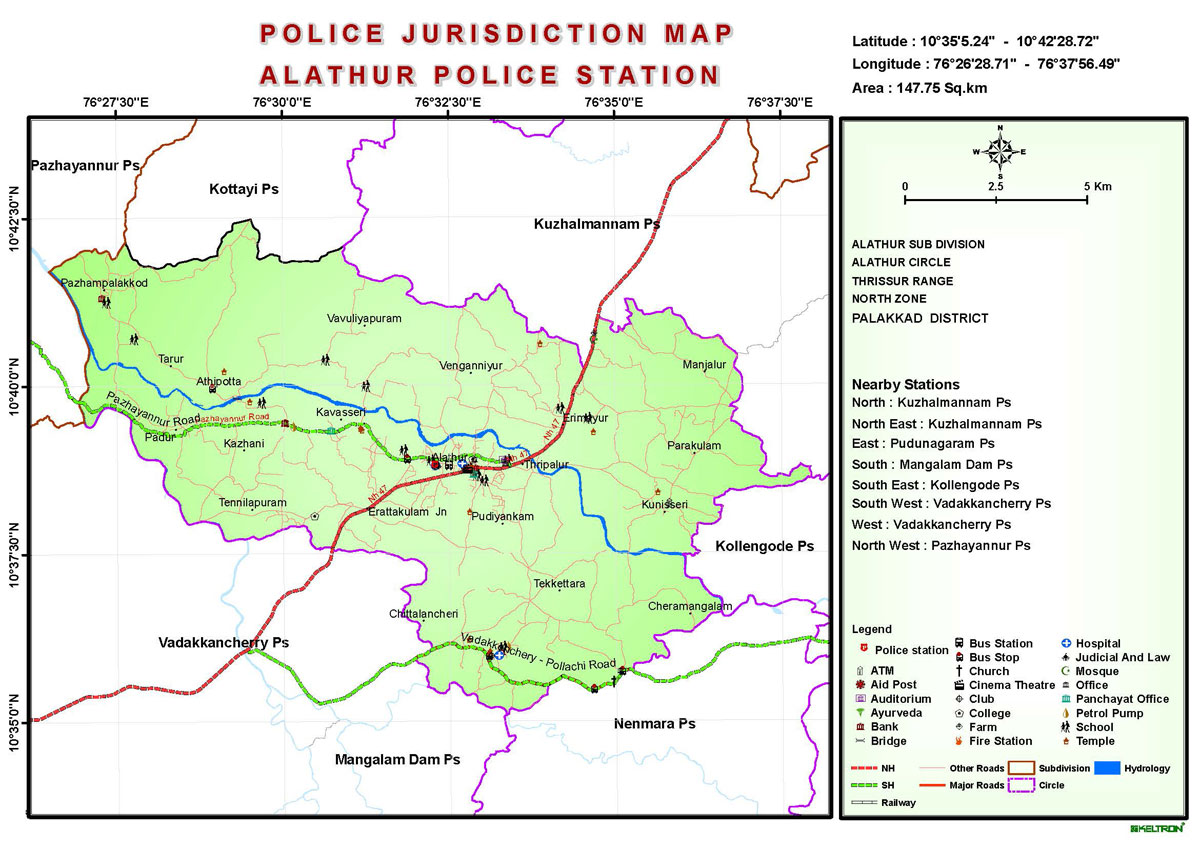 POLICE JURISDICTION MAP
ALATHUR POLICE STATION
Latitude : 10°35'5.24" - 10°42'28.72"
Longitude : 76°26'28.71" - 76°37'56.49"
Area : 147.75 Sq.km
76°27'30"E
76°30'0"E
76°32'30"E
76°35'0"E
76°37'30"E
10°42'30"N
10°40'0"N
10°37'30"N
10°35'0"N
Pazhayannur Ps
Kottayi Ps
Kuzhalmannam Ps
Pazhampalakkod
Vavuliyapuram
Tarur
Athipotta
Venganniyur
Manjalur
Pazhayannur Road
Pazhayannur Road
Kavasseri
Padur
Kazhani
Nh 47
Erimayur
Parakulam
Alathur
Nh 47
Thripalur
Nh 47
Tennilapuram
Erattakulam Jn
Pudiyankam
Kunisseri
Kollengode Ps
Tekkettara
Chittalancheri
Cheramangalam
Vadakkancherry Ps
Vadakkanchery - Pollachi Road
Nenmara Ps
Mangalam Dam Ps
N
W
E
S
0
2.5
5 Km
ALATHUR SUB DIVISION
ALATHUR CIRCLE
THRISSUR RANGE
NORTH ZONE
PALAKKAD DISTRICT
Nearby Stations
North : Kuzhalmannam Ps
North East : Kuzhalmannam Ps
East : Pudunagaram Ps
South : Mangalam Dam Ps
South East : Kollengode Ps
South West : Vadakkancherry Ps
West : Vadakkancherry Ps
North West : Pazhayannur Ps
Legend
Police station
ATM
Aid Post
Auditorium
Ayurveda
Bank
Bridge
Bus Station
Bus Stop
Church
Cinema Theatre
Club
College
Farm
Fire Station
Hospital
Judicial And Law
Mosque
Office
Panchayat Office
Petrol Pump
School
Temple
NH
Other Roads
Subdivision
Hydrology
SH
Major Roads
Circle
Railway
KELTRON